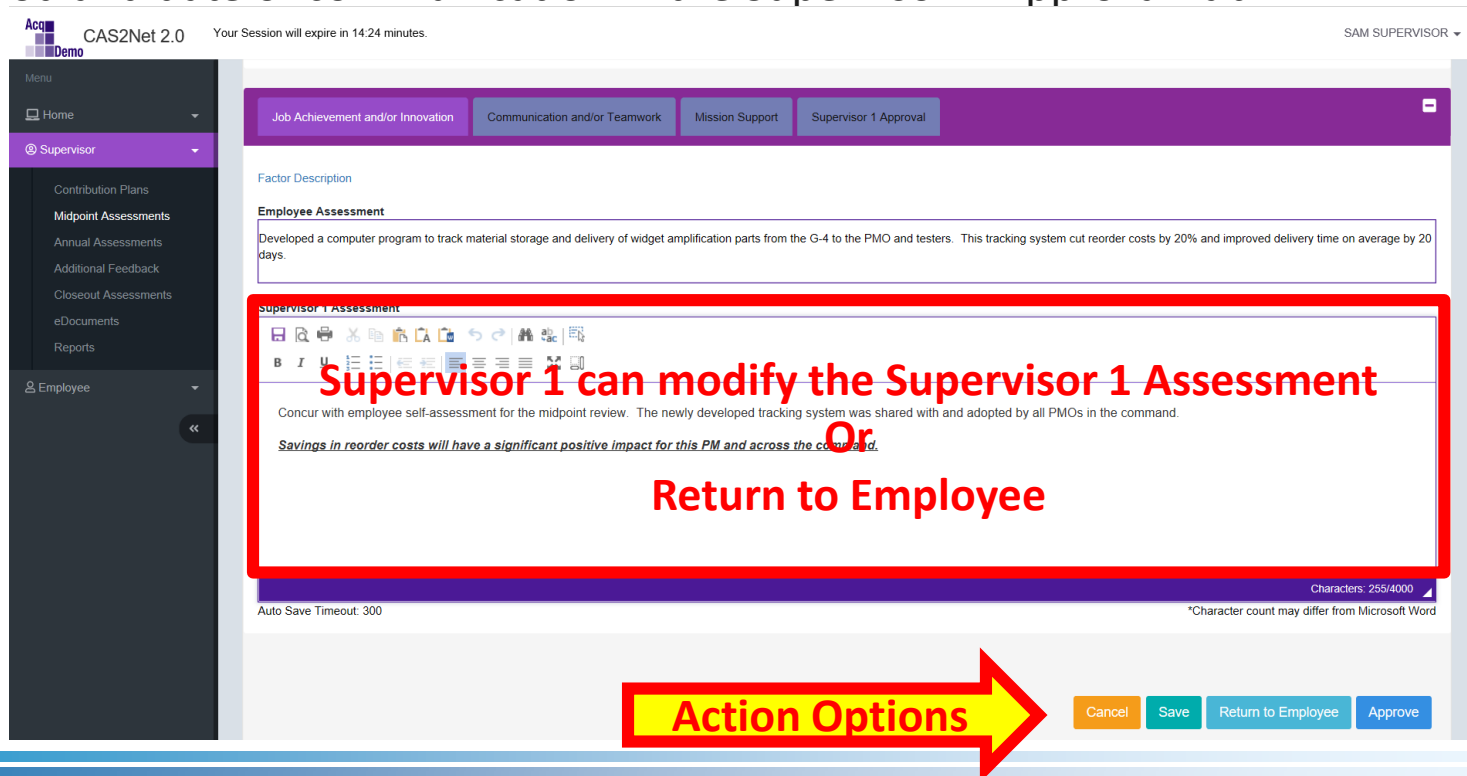 Acq
Demo
CAS2Net 2.0
Your Session will expire in 14:24 minutes.
SAM SUPERVISOR
Menu
Home
Supervisor
Contribution Plans
Midpoint Assessments
Annual Assessments
Additional Feedback
Closeout Assessments
eDocuments
Reports
Employee
Job Achievement and/or Innovation
Communication and/or Teamwork
Mission Support
Supervisor 1 Approval
Factor Description
Employee Assessment
Developed a computer program to track material storage and delivery of widget amplification parts from the G-4 to the PMO and testers. This tracking system cut reorder costs by 20% and improved delivery time on average by 20
days.
Supervisor 1 Assessment
B I U
Supervisor 1 can modify the Supervisor 1 Assessment
Concur with employee self-assessment for the midpoint review. The newly developed tracking system was shared with and adopted by all PMOs in the command.
Or
Savings in reorder costs will have a significant positive impact for this PM and across the command.
Return to Employee
Characters: 255/4000
Auto Save Timeout: 300
*Character count may differ from Microsoft Word
Action Options
Cancel
Save
Return to Employee
Approve